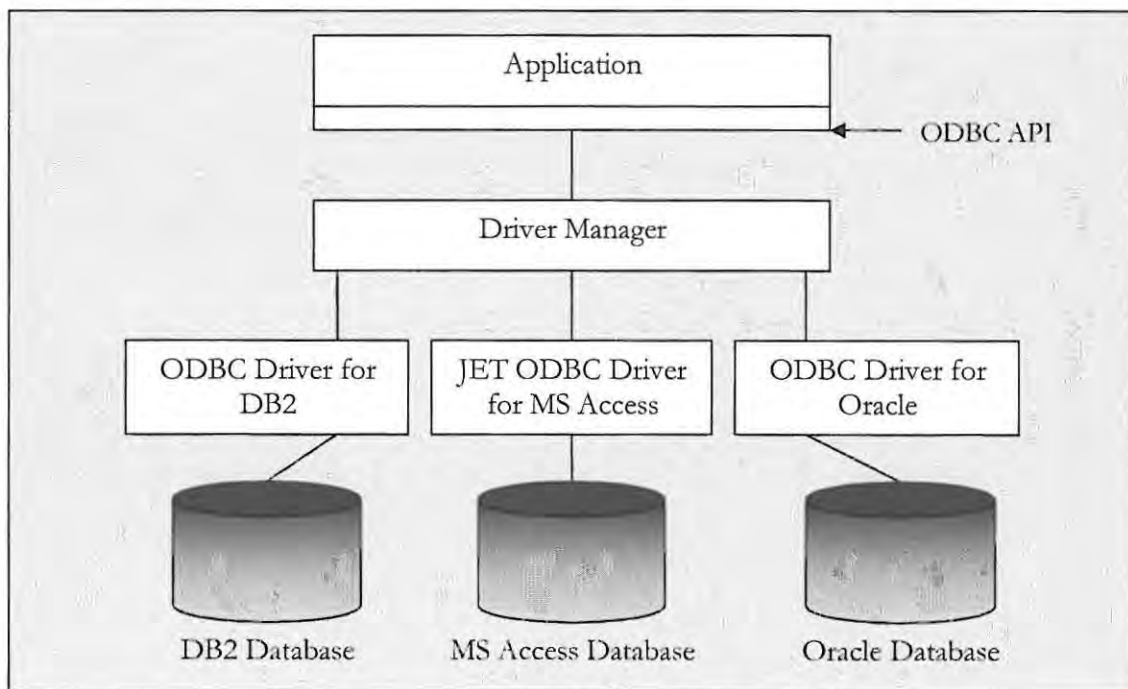 Application
ODBC API
Driver Manager
ODBC Driver for
DB2
JET ODBC Driver
for MS Access
ODBC Driver for
Oracle
DB2 Database
MS Access Database
Oracle Database